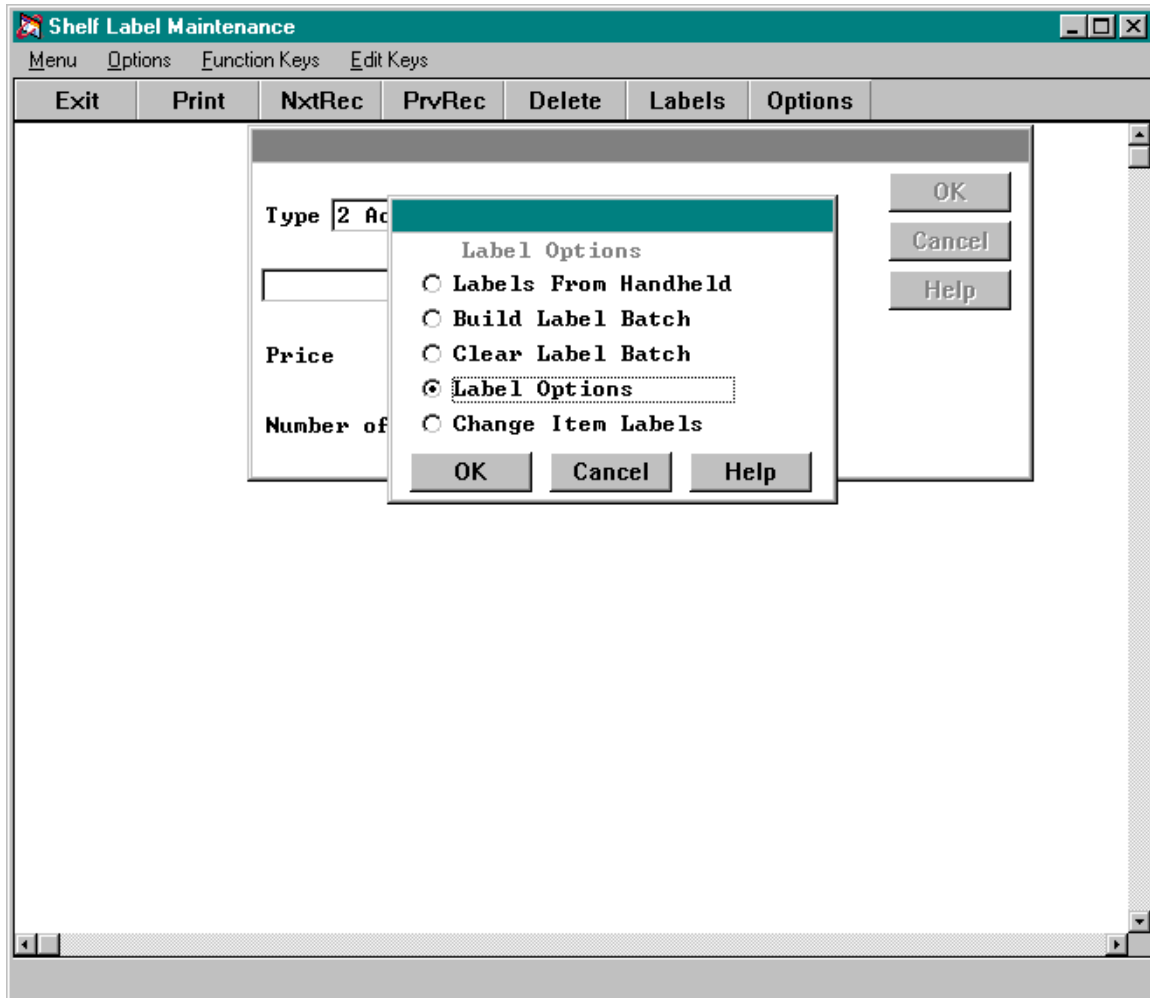 Shelf Label Maintenance
Menu Options Function Keys Edit Keys
Exit Print NxtRec PrvRec Delete Labels Options
OK
Type 2
Cancel
Label Options
Labels From Handheld
Help
Build Label Batch
Price
Clear Label Batch
Label Options
Number of
Change Item Labels
OK Cancel Help